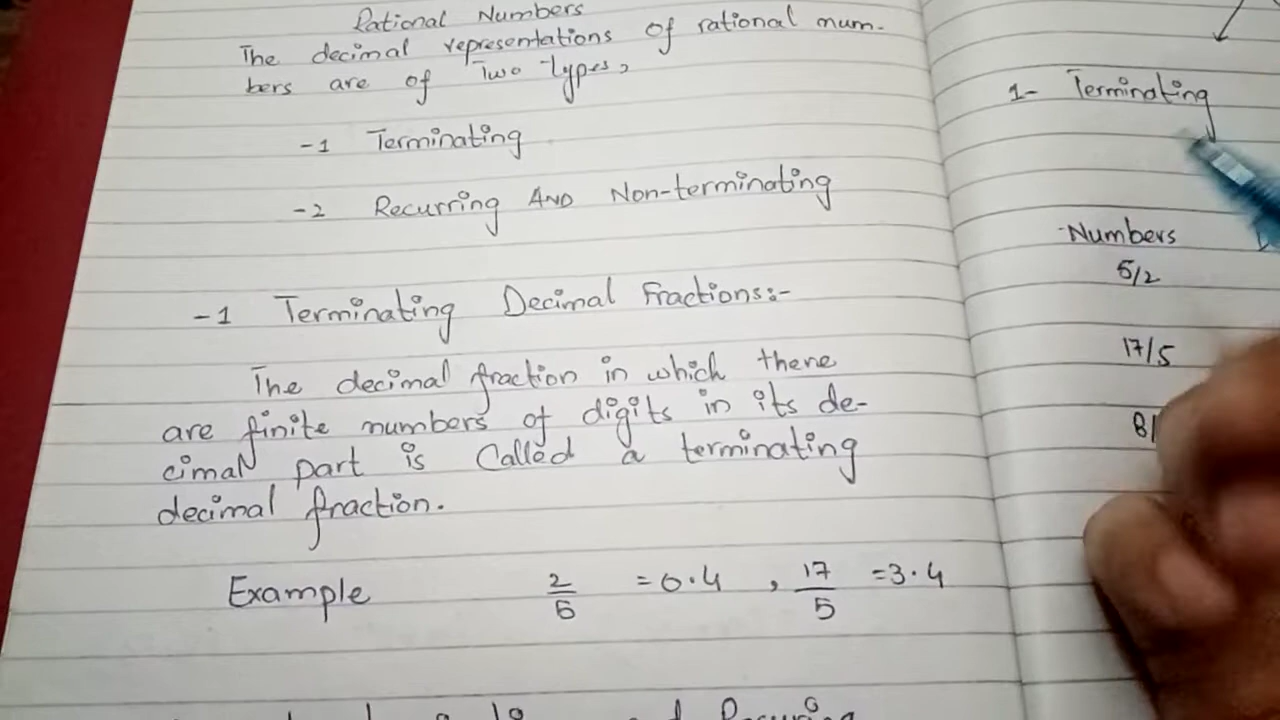 Rational Numbers
The decimal representations of rational num-
bers are of Two Types,
-1 Terminating
-2 Recurring AND Non-terminating
-1 Terminating Decimal Fractions:-
The decimal fraction in which there
are finite numbers of digits in its de-
cimal part is Called a terminating
decimal fraction.
Example 2/5 =0.4 , 17/5 =3.4
1- Terminating
Numbers
5/2
17/5
8/